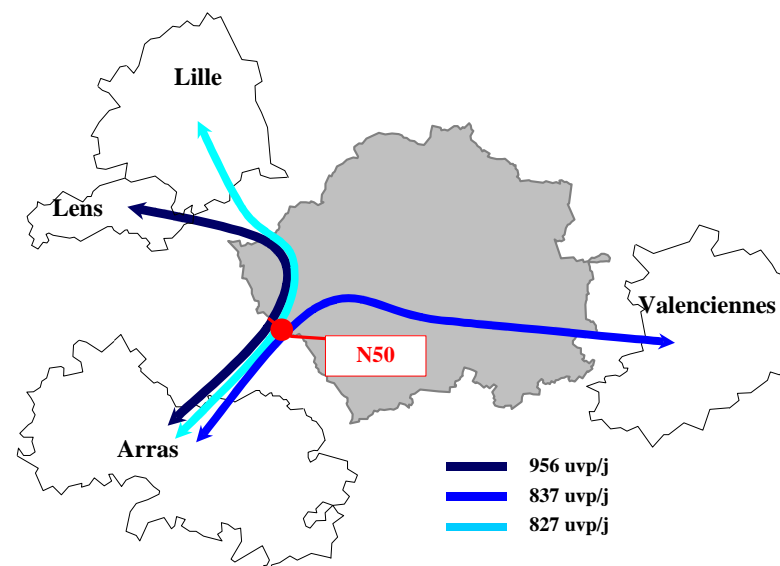 Lille
Lens
Valenciennes
N50
Arras
956 uvp/j
837 uvp/j
827 uvp/j